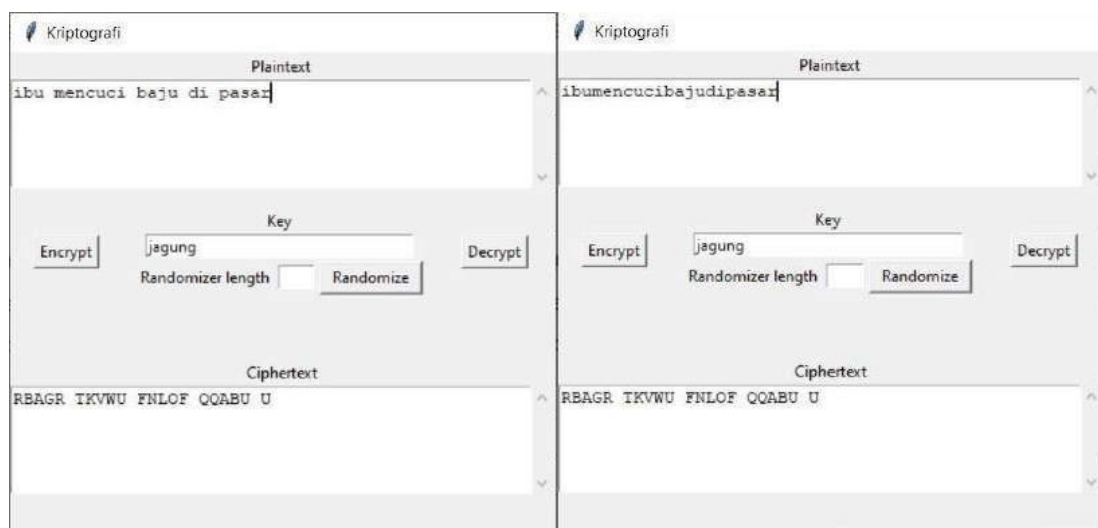 Kriptografi
Plaintext
ibu mencuci baju di pasar
Key
Encrypt
jagung
Decrypt
Randomizer length
Randomize
Ciphertext
RBAGR TKVWU FNLOF QQABU U
Kriptografi
Plaintext
ibumencucibajudipasar
Key
Encrypt
jagung
Decrypt
Randomizer length
Randomize
Ciphertext
RBAGR TKVWU FNLOF QQABU U